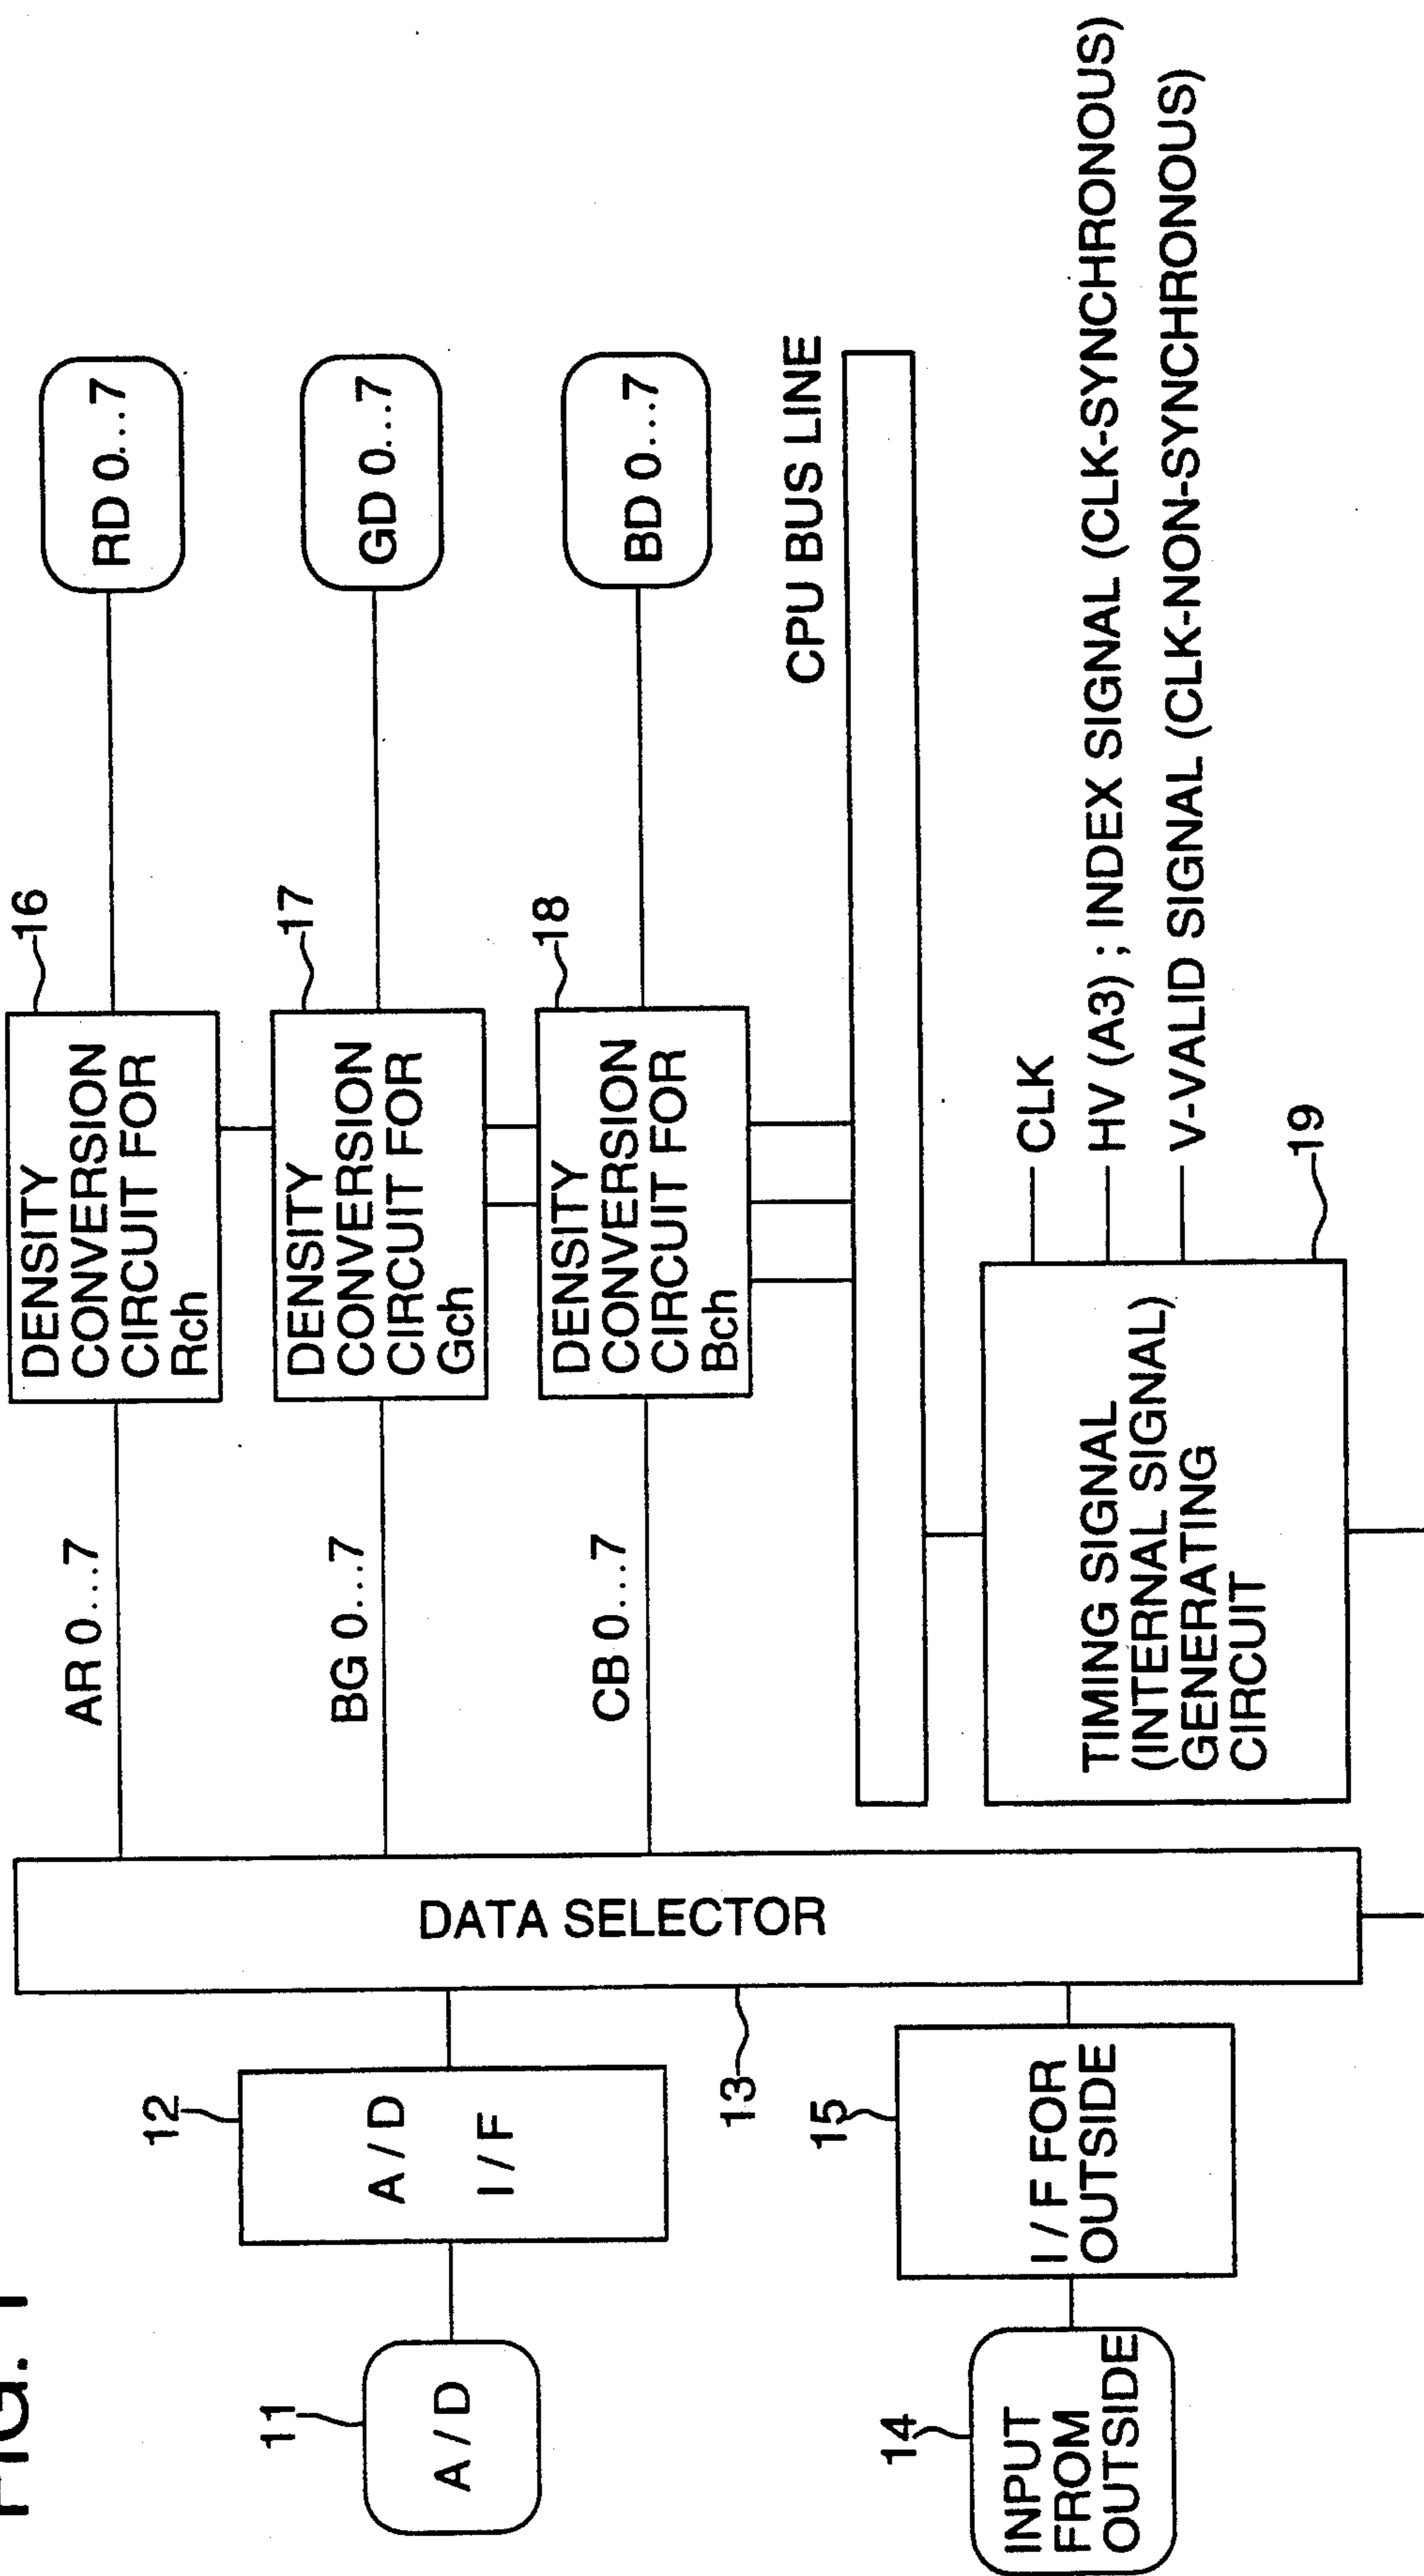 FIG. 1
11
A / D
12
A / D
I / F
13
DATA SELECTOR
14
INPUT
FROM
OUTSIDE
15
I / F FOR
OUTSIDE
AR 0...7
BG 0...7
CB 0...7
16
DENSITY
CONVERSION
CIRCUIT FOR
Rch
17
DENSITY
CONVERSION
CIRCUIT FOR
Gch
18
DENSITY
CONVERSION
CIRCUIT FOR
Bch
RD 0...7
GD 0...7
BD 0...7
CPU BUS LINE
TIMING SIGNAL
(INTERNAL SIGNAL)
GENERATING
CIRCUIT
19
CLK
HV (A3) ; INDEX SIGNAL (CLK-SYNCHRONOUS)
V-VALID SIGNAL (CLK-NON-SYNCHRONOUS)